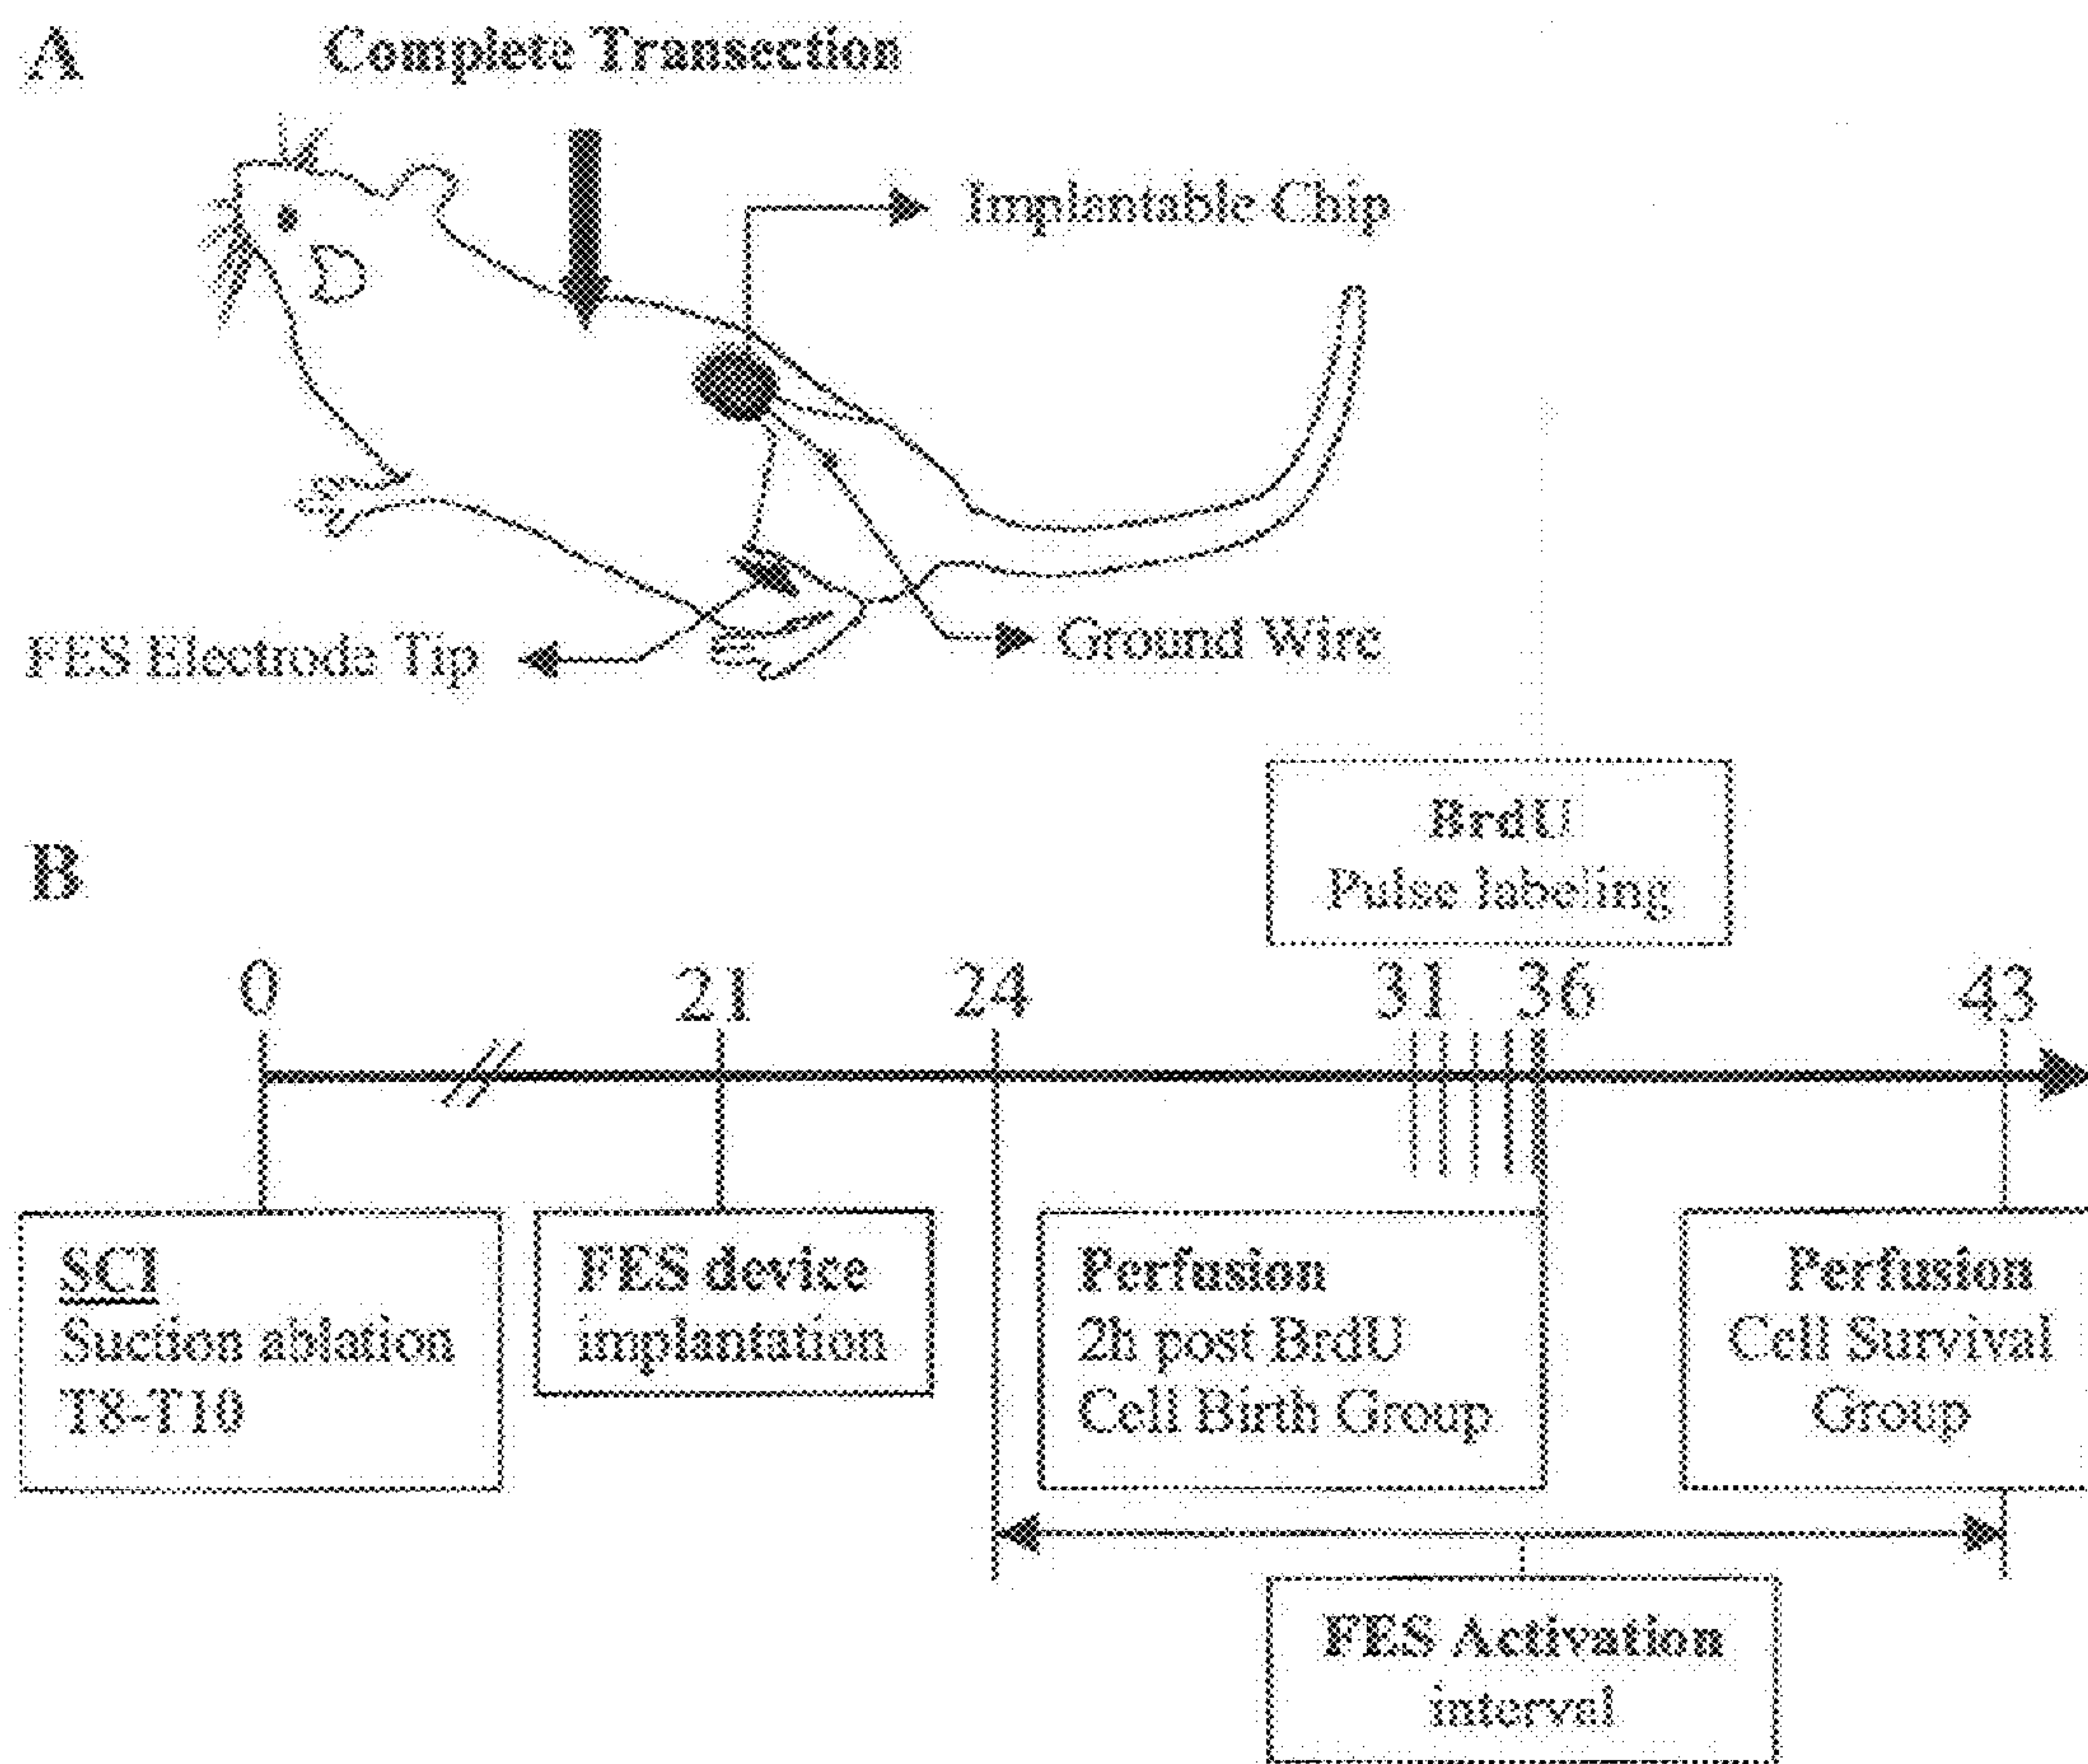 A
Complete Transection
Implantable Chip
FES Electrode Tip
Ground Wire
B
BrdU
Pulse labeling
0
21
24
31
36
43
SCI
Suction ablation
T8-T10
FES device
implantation
Perfusion
2h post BrdU
Cell Birth Group
Perfusion
Cell Survival
Group
FES Activation
interval